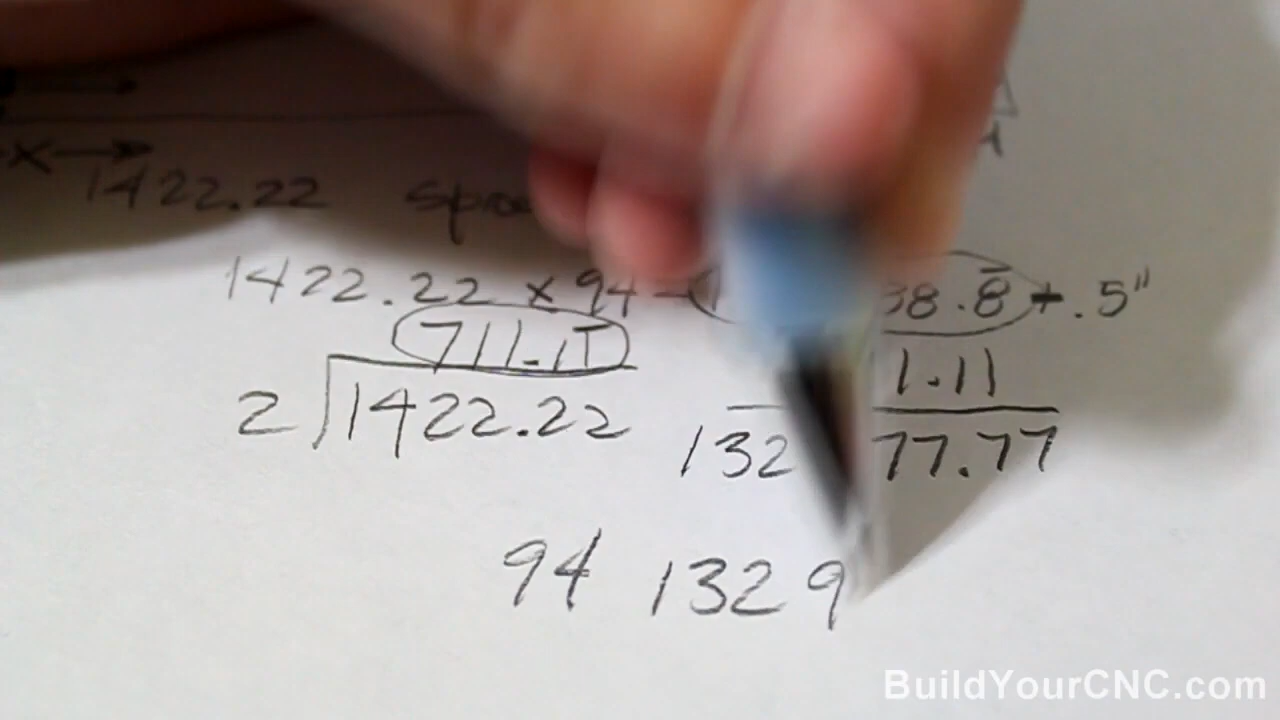 x
1422.22
1422.22 x 94 38.8 + .5"
711.11
1.11
2 1422.22 132 77.77
94 1329
BuildYourCNC.com